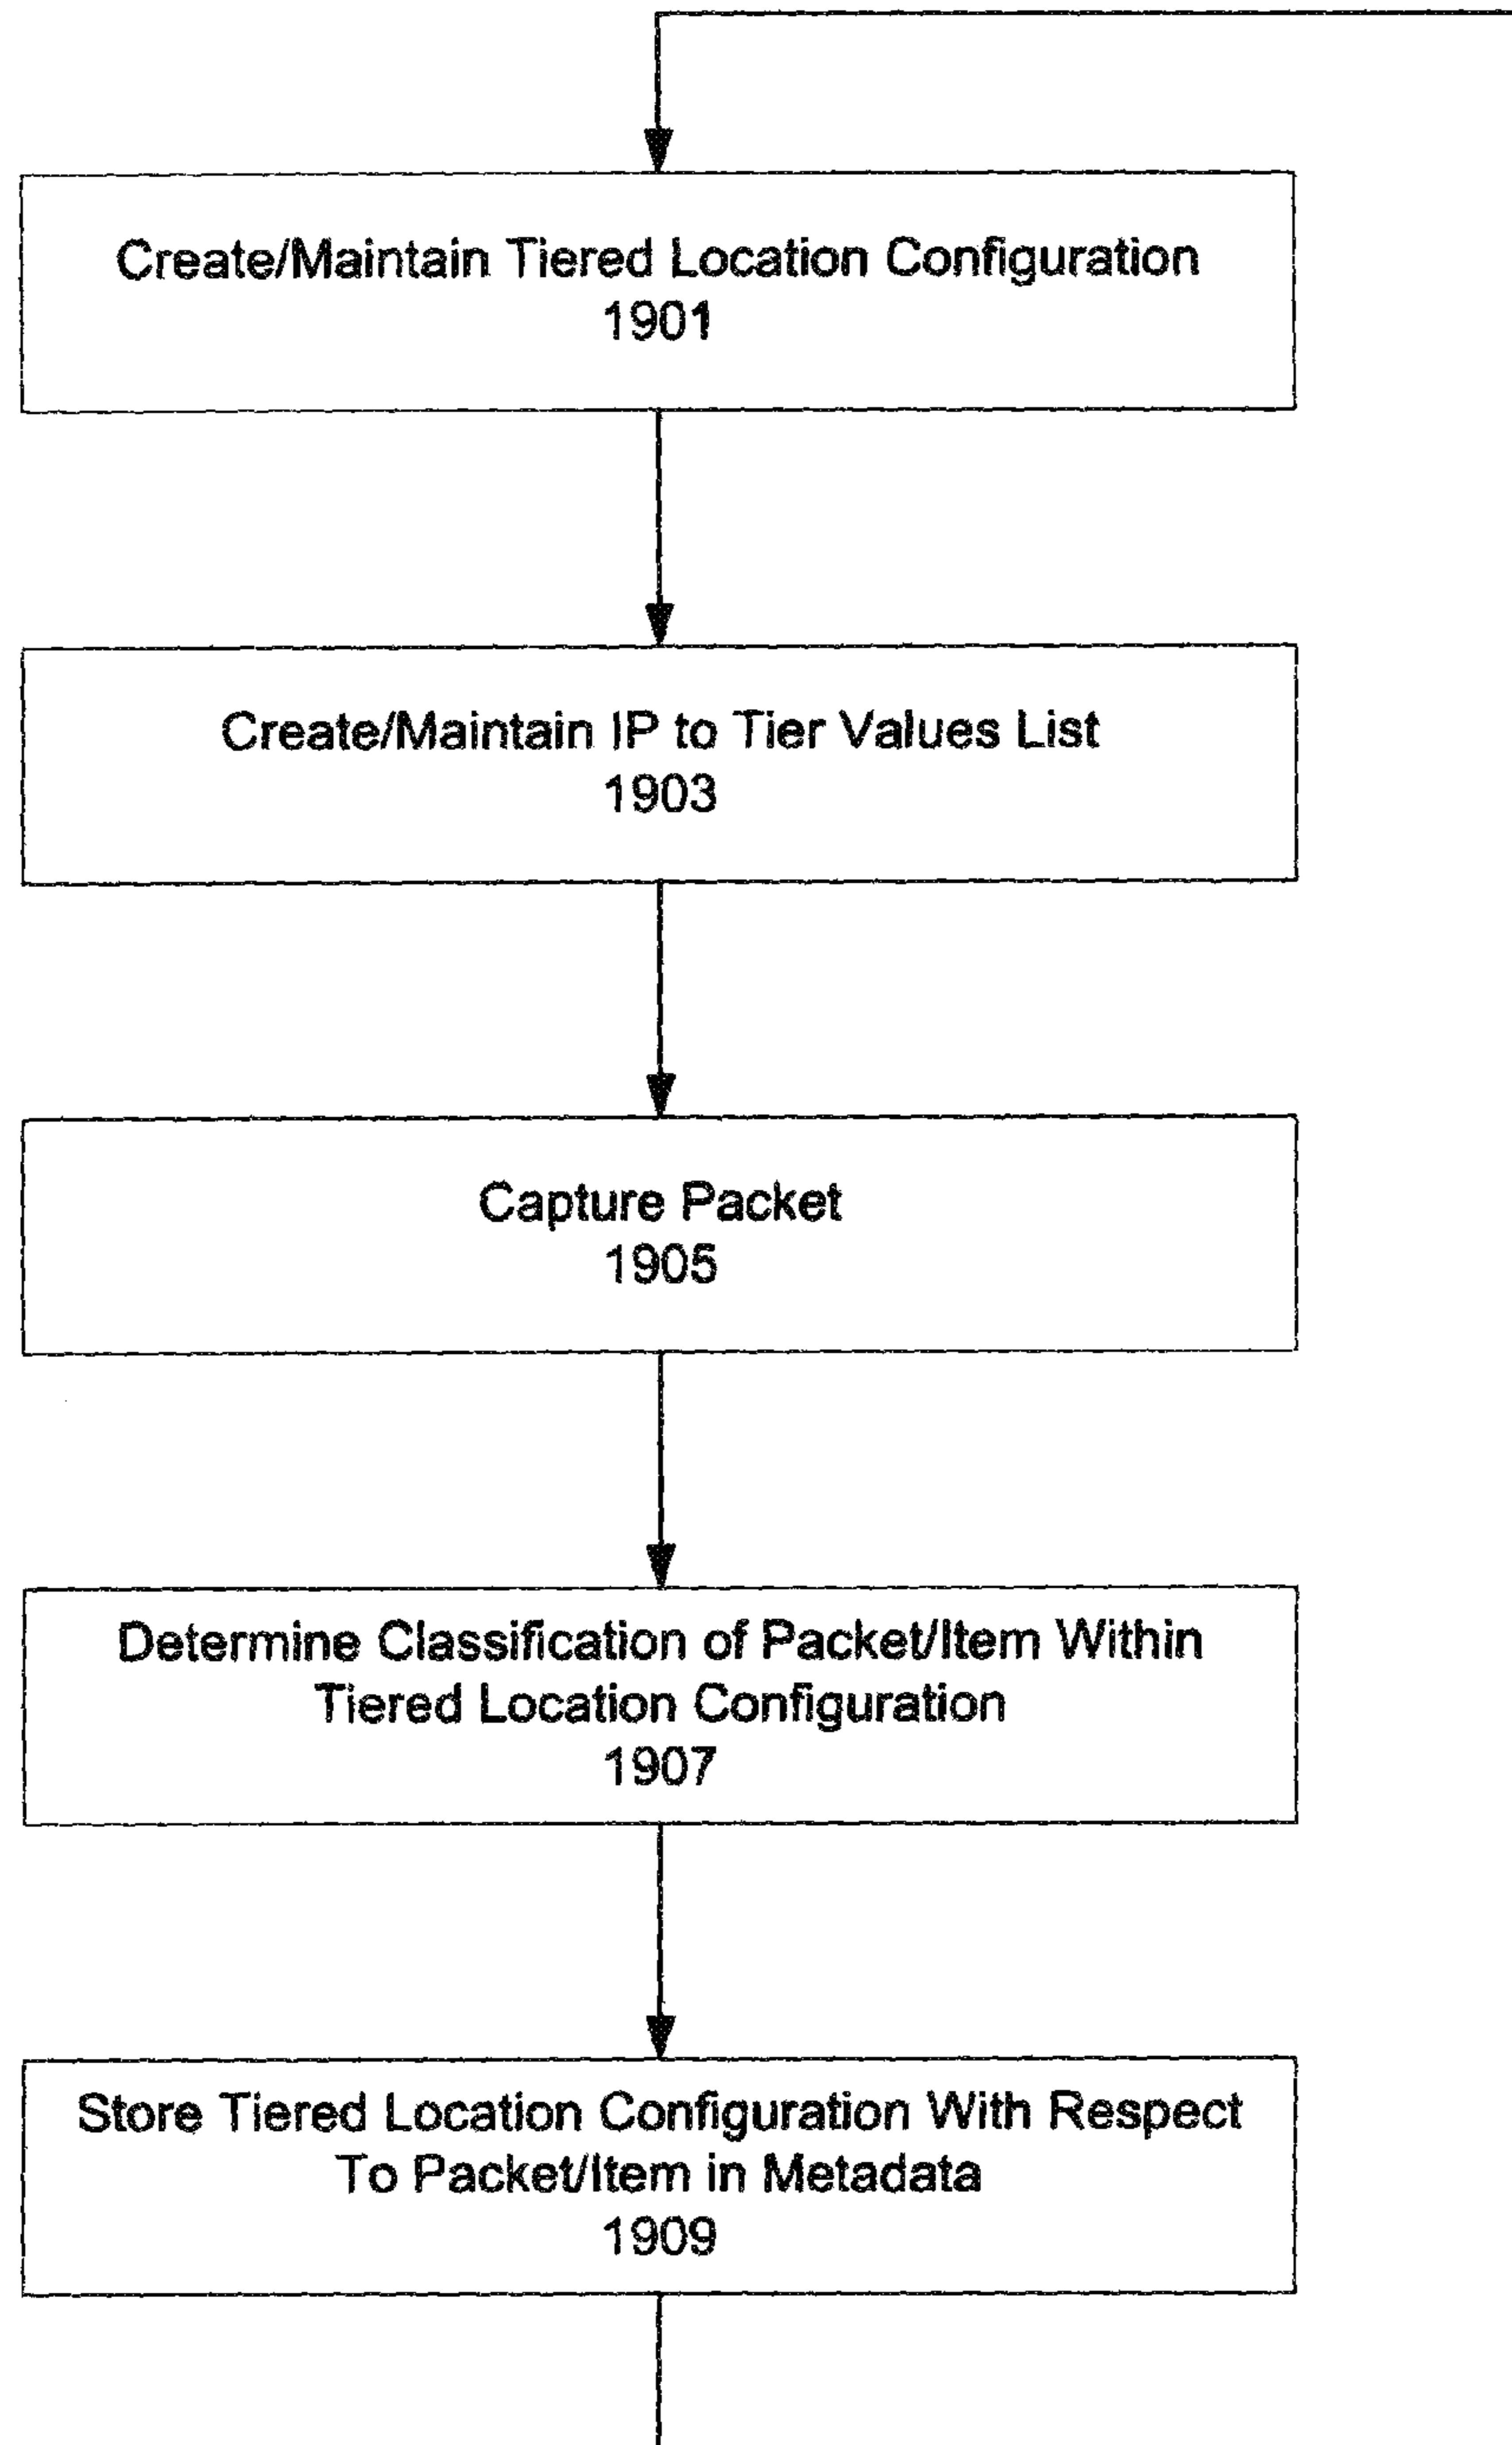 Create/Maintain Tiered Location Configuration
1901
Create/Maintain IP to Tier Values List
1903
Capture Packet
1905
Determine Classification of Packet/Item Within
Tiered Location Configuration
1907
Store Tiered Location Configuration With Respect
To Packet/Item in Metadata
1909